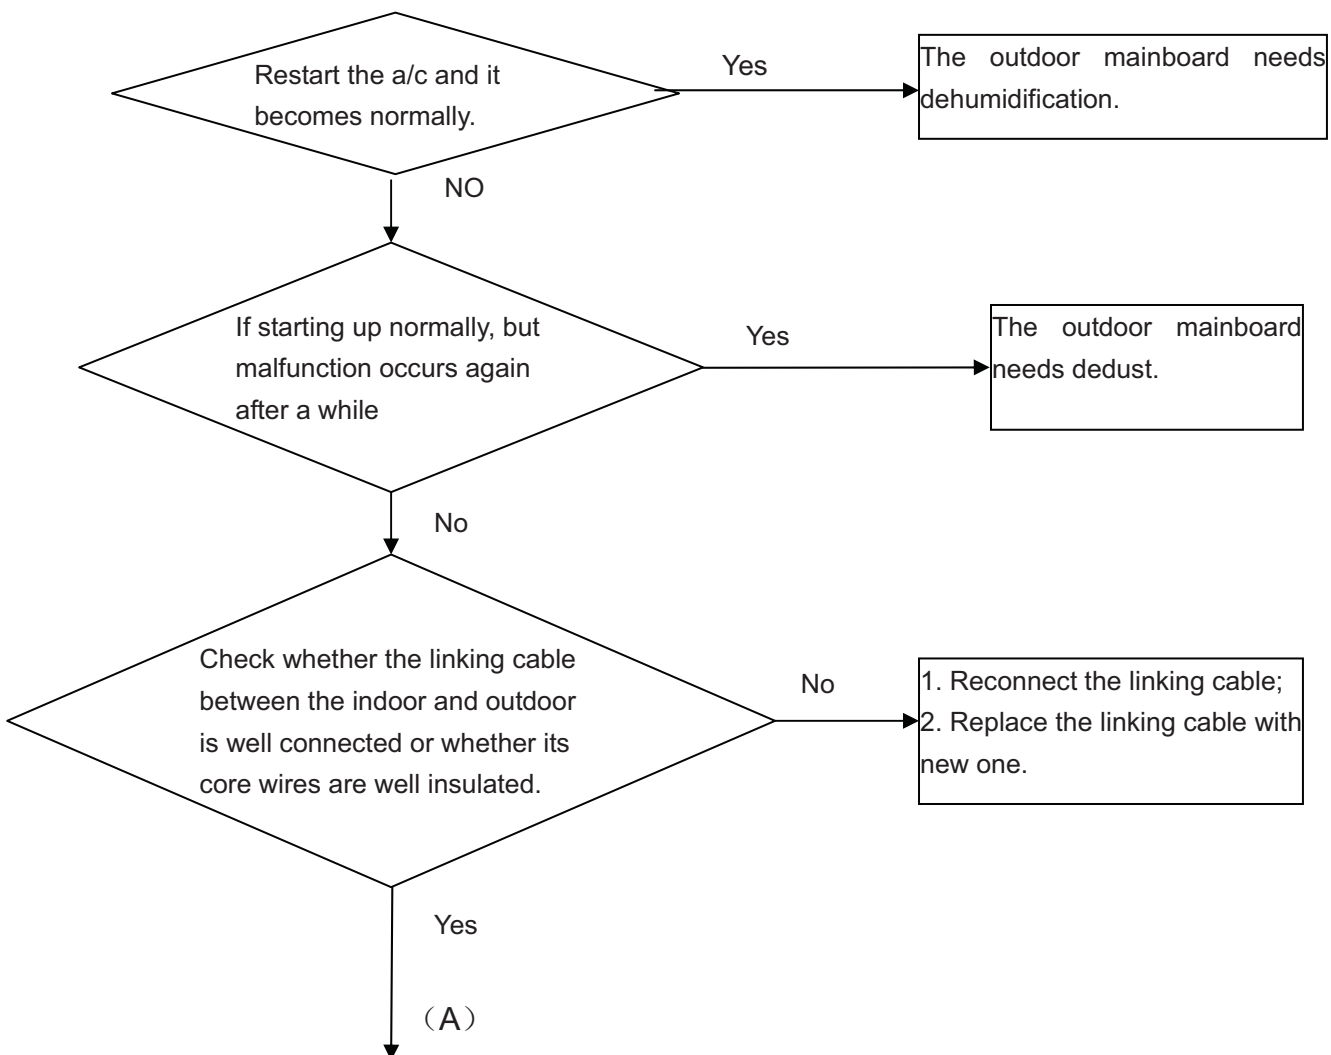 Restart the a/c and it
becomes normally.
Yes
The outdoor mainboard needs
dehumidification.
NO
If starting up normally, but
malfunction occurs again
after a while
Yes
The outdoor mainboard
needs dedust.
No
Check whether the linking cable
between the indoor and outdoor
is well connected or whether its
core wires are well insulated.
No
1. Reconnect the linking cable;
2. Replace the linking cable with
new one.
Yes
（A）